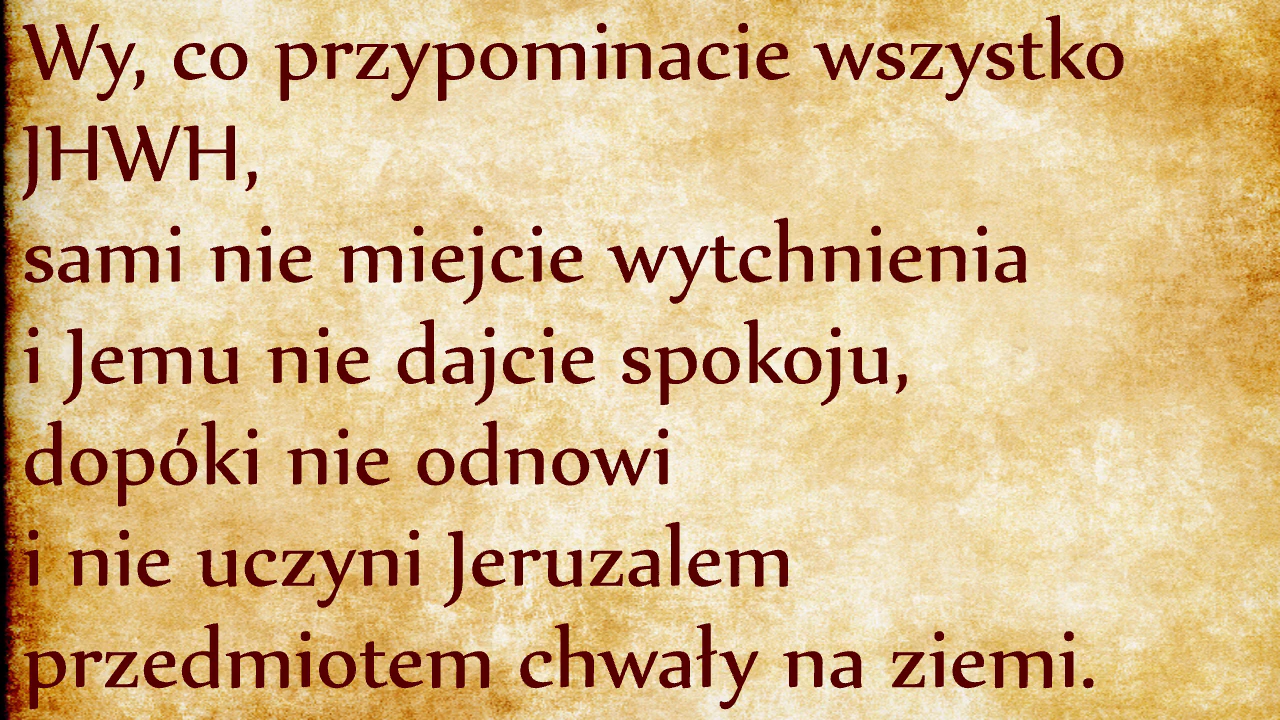 Wy, co przypominacie wszystko
JHWH,
sami nie miejcie wytchnienia
i Jemu nie dajcie spokoju,
dopóki nie odnowi
i nie uczyni Jeruzalem
przedmiotem chwały na ziemi.